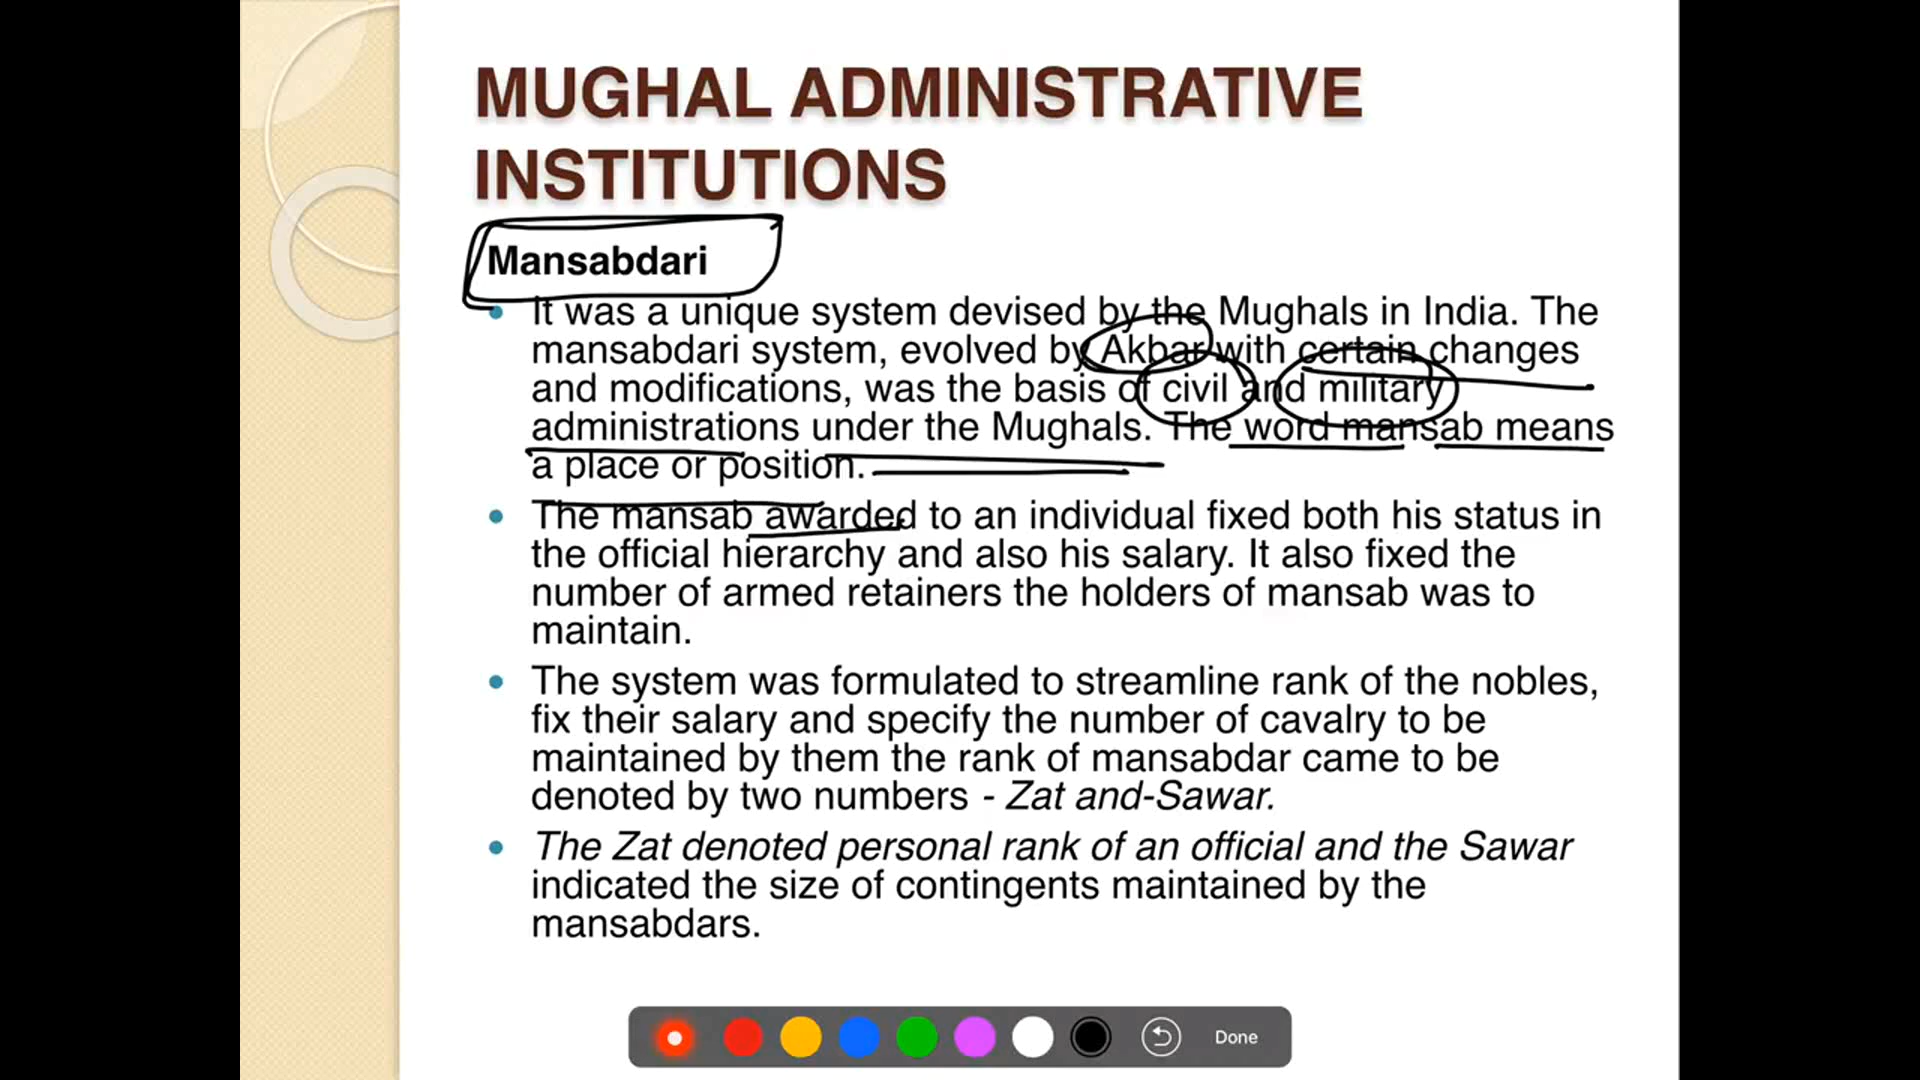 MUGHAL ADMINISTRATIVE
INSTITUTIONS
Mansabdari
It was a unique system devised by the Mughals in India. The
mansabdari system, evolved by Akbar with certain changes
and modifications, was the basis of civil and military
administrations under the Mughals. The word mansab means
a place or position.
The mansab awarded to an individual fixed both his status in
the official hierarchy and also his salary. It also fixed the
number of armed retainers the holders of mansab was to
maintain.
The system was formulated to streamline rank of the nobles,
fix their salary and specify the number of cavalry to be
maintained by them the rank of mansabdar came to be
denoted by two numbers - Zat and-Sawar.
The Zat denoted personal rank of an official and the Sawar
indicated the size of contingents maintained by the
mansabdars.
Done